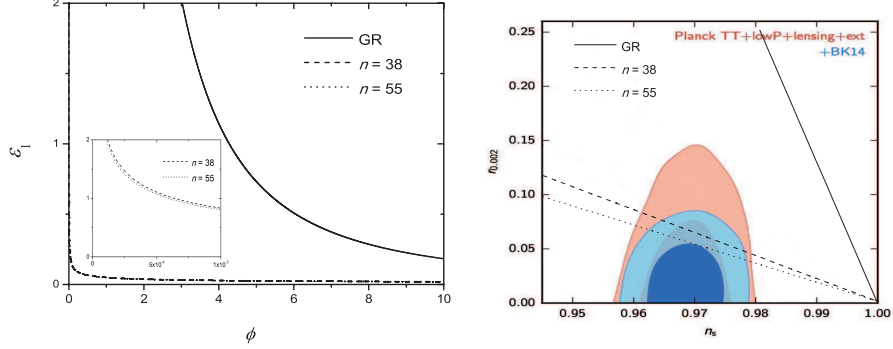 2
1
0
ε₁
0
2
4
6
8
10
ϕ
GR
n = 38
n = 55
2
1
0
0
5x10⁻⁴
1x10⁻³
n = 38
n = 55
0.25
0.20
0.15
0.10
0.05
0.00
r₀.₀₀₂
0.95
0.96
0.97
0.98
0.99
1.00
nₛ
GR
n = 38
n = 55
Planck TT+lowP+lensing+ext
+BK14